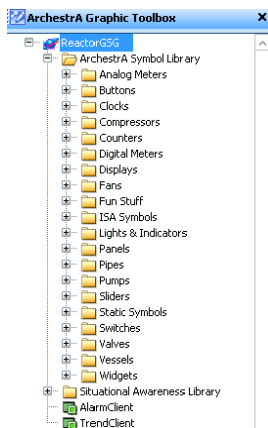 ArchestrA Graphic Toolbox
ReactorGSG
ArchestrA Symbol Library
Analog Meters
Buttons
Clocks
Compressors
Counters
Digital Meters
Displays
Fans
Fun Stuff
ISA Symbols
Lights & Indicators
Panels
Pipes
Pumps
Sliders
Static Symbols
Switches
Valves
Vessels
Widgets
Situational Awareness Library
AlarmClient
TrendClient